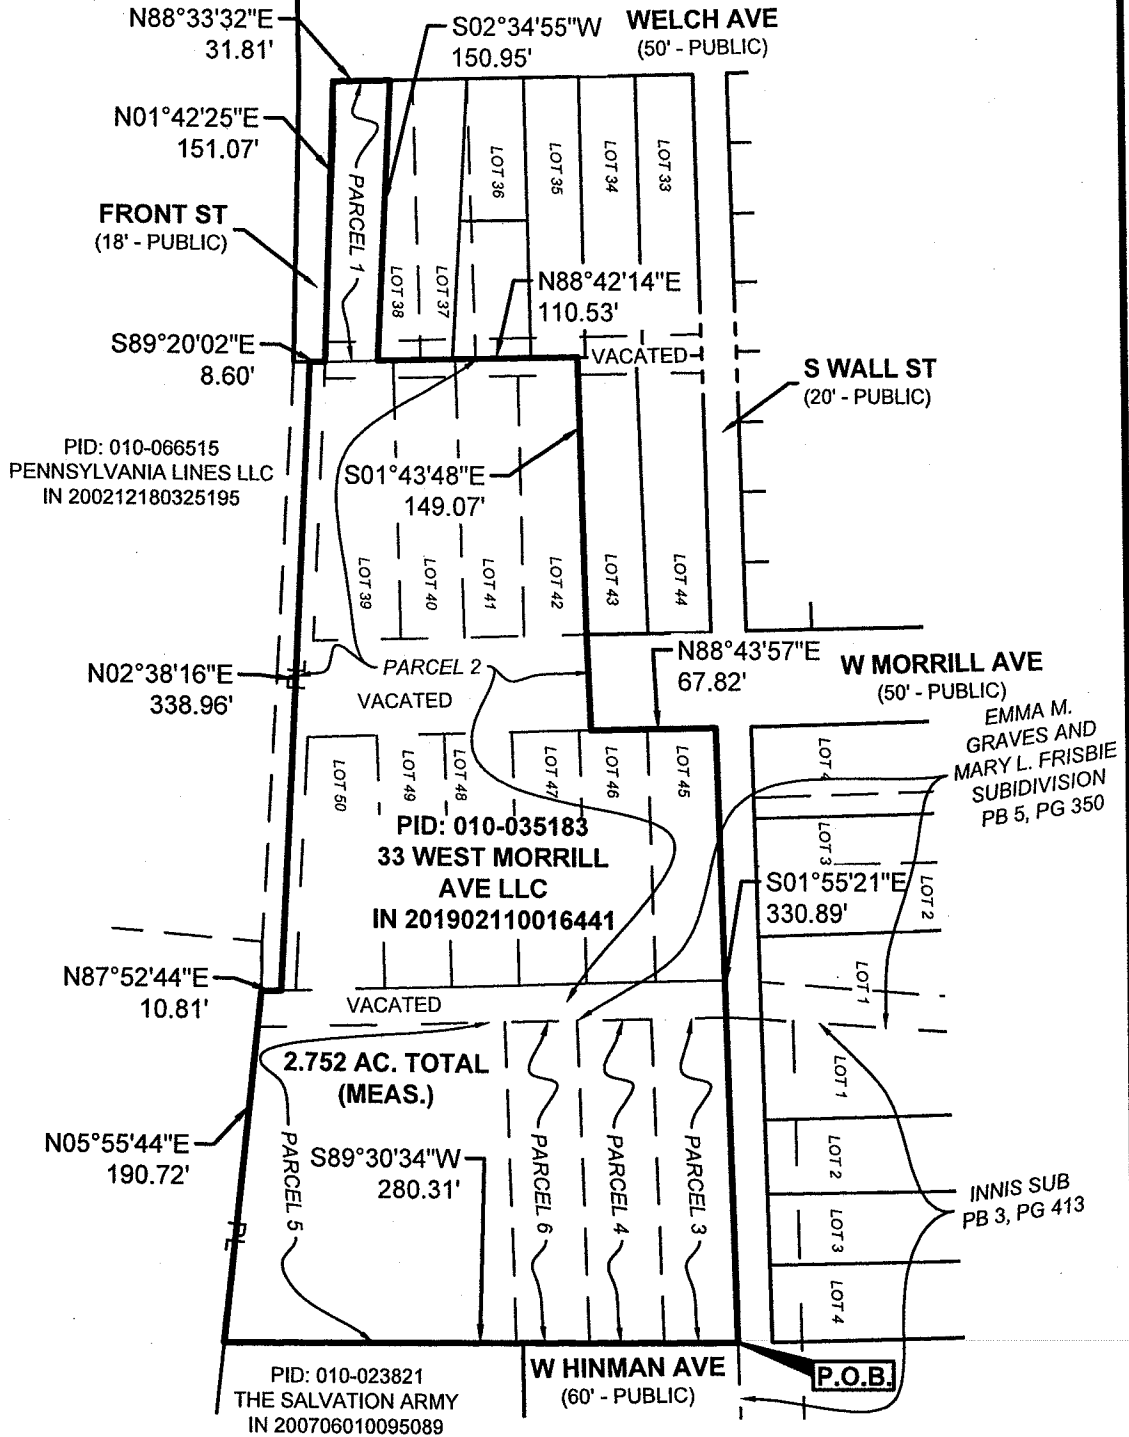 N88°33'32"E
31.81'
S02°34'55"W
150.95'
WELCH AVE
(50' - PUBLIC)
N01°42'25"E
151.07'
PARCEL 1
LOT 38
LOT 37
LOT 36
LOT 35
LOT 34
LOT 33
FRONT ST
(18' - PUBLIC)
N88°42'14"E
110.53'
S89°20'02"E
8.60'
VACATED
S WALL ST
(20' - PUBLIC)
PID: 010-066515
PENNSYLVANIA LINES LLC
IN 200212180325195
S01°43'48"E
149.07'
LOT 39
LOT 40
LOT 41
LOT 42
LOT 43
LOT 44
N02°38'16"E
338.96'
PL
PARCEL 2
VACATED
N88°43'57"E
67.82'
W MORRILL AVE
(50' - PUBLIC)
EMMA M.
GRAVES AND
MARY L. FRISBIE
SUBIDIVISION
PB 5, PG 350
LOT 50
LOT 49
LOT 48
LOT 47
LOT 46
LOT 45
LOT 4
LOT 3
LOT 2
LOT 1
PID: 010-035183
33 WEST MORRILL
AVE LLC
IN 201902110016441
S01°55'21"E
330.89'
N87°52'44"E
10.81'
VACATED
2.752 AC. TOTAL
(MEAS.)
N05°55'44"E
190.72'
PL
PARCEL 5
S89°30'34"W
280.31'
PARCEL 6
PARCEL 4
PARCEL 3
LOT 1
LOT 2
LOT 3
LOT 4
INNIS SUB
PB 3, PG 413
PID: 010-023821
THE SALVATION ARMY
IN 200706010095089
W HINMAN AVE
(60' - PUBLIC)
P.O.B.